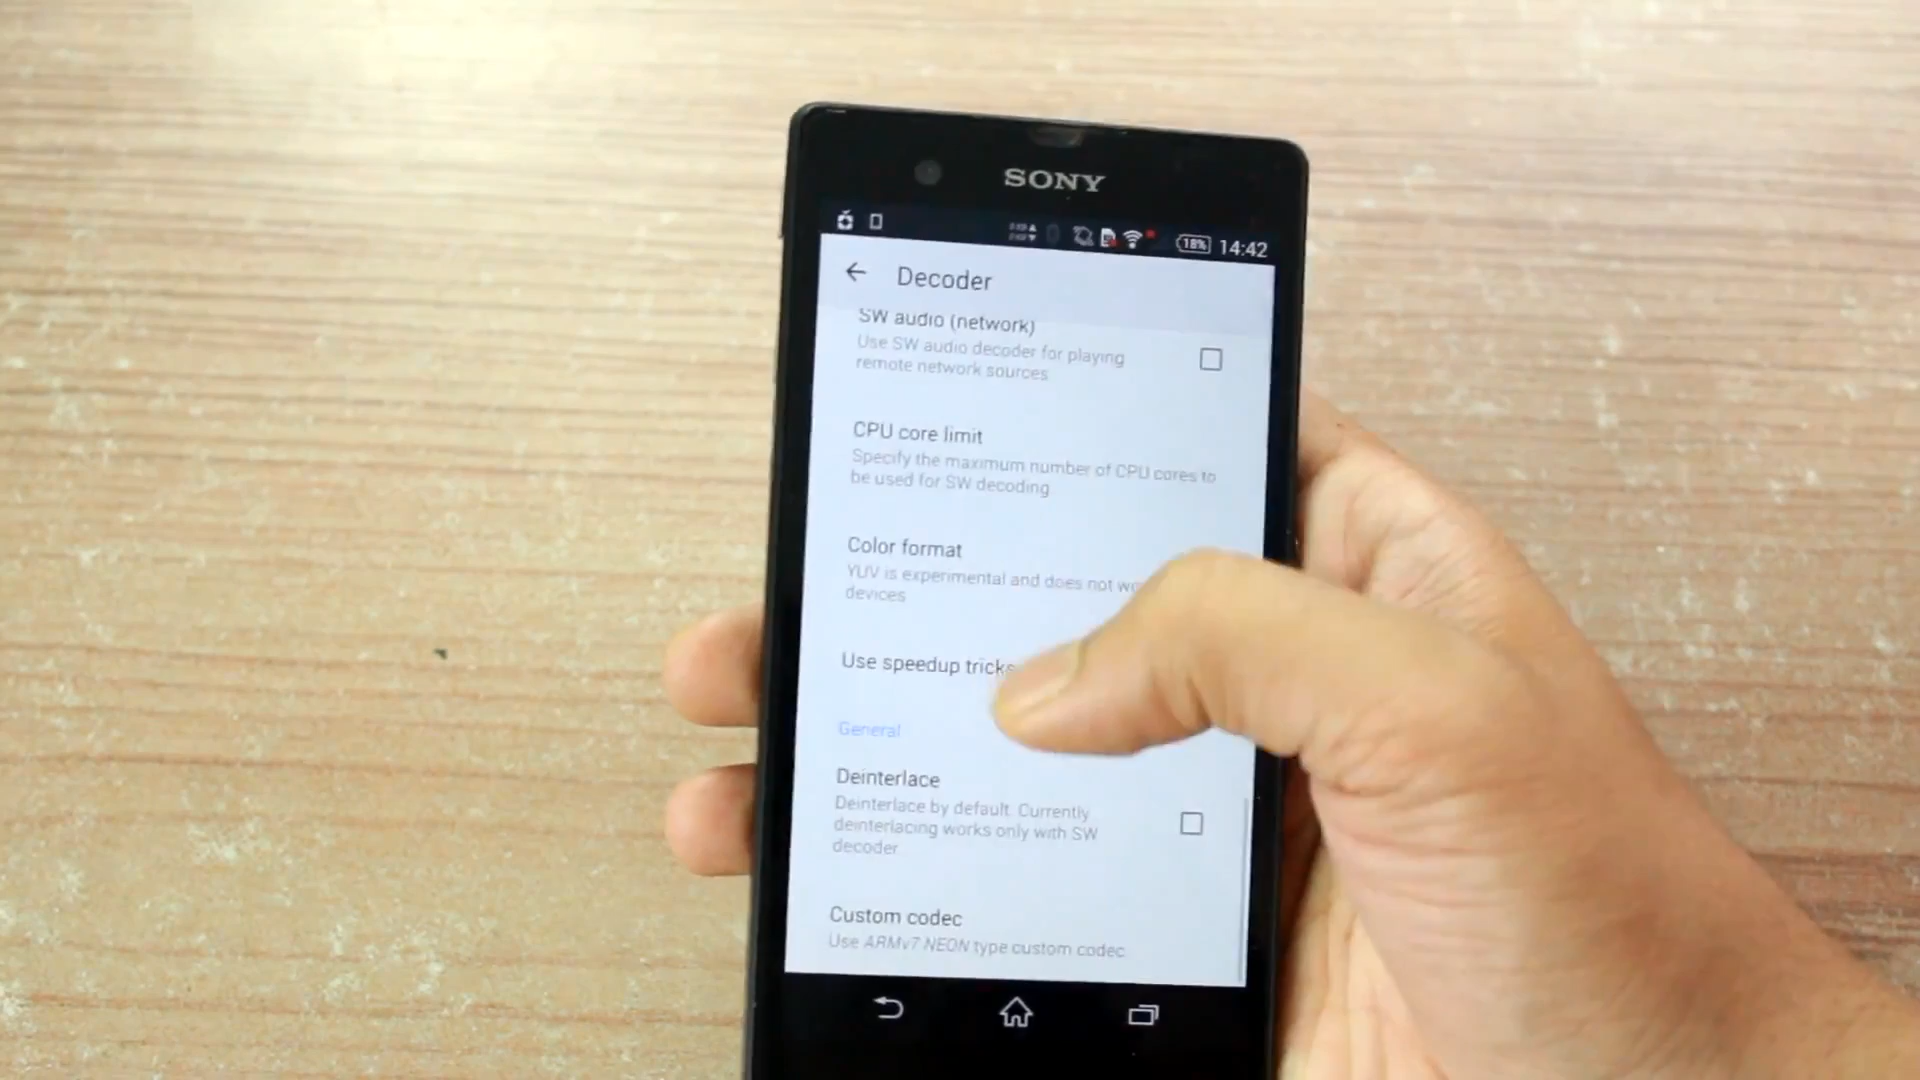 SONY
18% 14:42
Decoder
SW audio (network)
Use SW audio decoder for playing
remote network sources
CPU core limit
Specify the maximum number of CPU cores to
be used for SW decoding
Color format
YUV is experimental and does not
devices
Use speedup tricks
General
Deinterlace
Deinterlace by default. Currently
deinterlacing works only with SW
decoder
Custom codec
Use ARMv7 NEON type custom codec